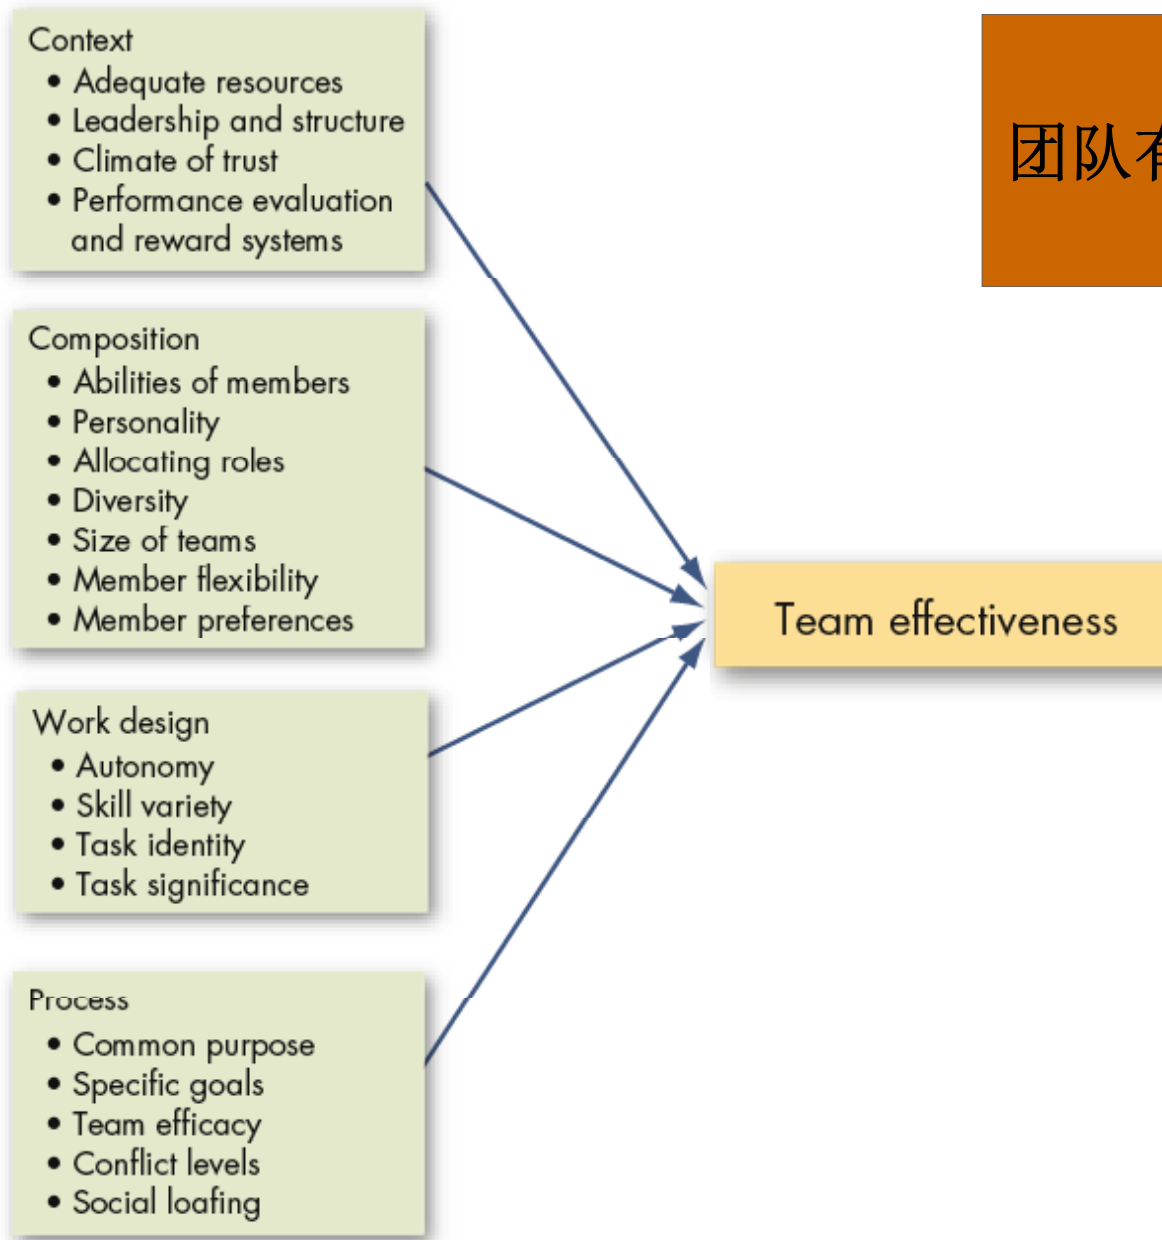 Context
• Adequate resources
• Leadership and structure
• Climate of trust
• Performance evaluation
and reward systems
Composition
• Abilities of members
• Personality
• Allocating roles
• Diversity
• Size of teams
• Member flexibility
• Member preferences
Work design
• Autonomy
• Skill variety
• Task identity
• Task significance
Process
• Common purpose
• Specific goals
• Team efficacy
• Conflict levels
• Social loafing
Team effectiveness
团队有